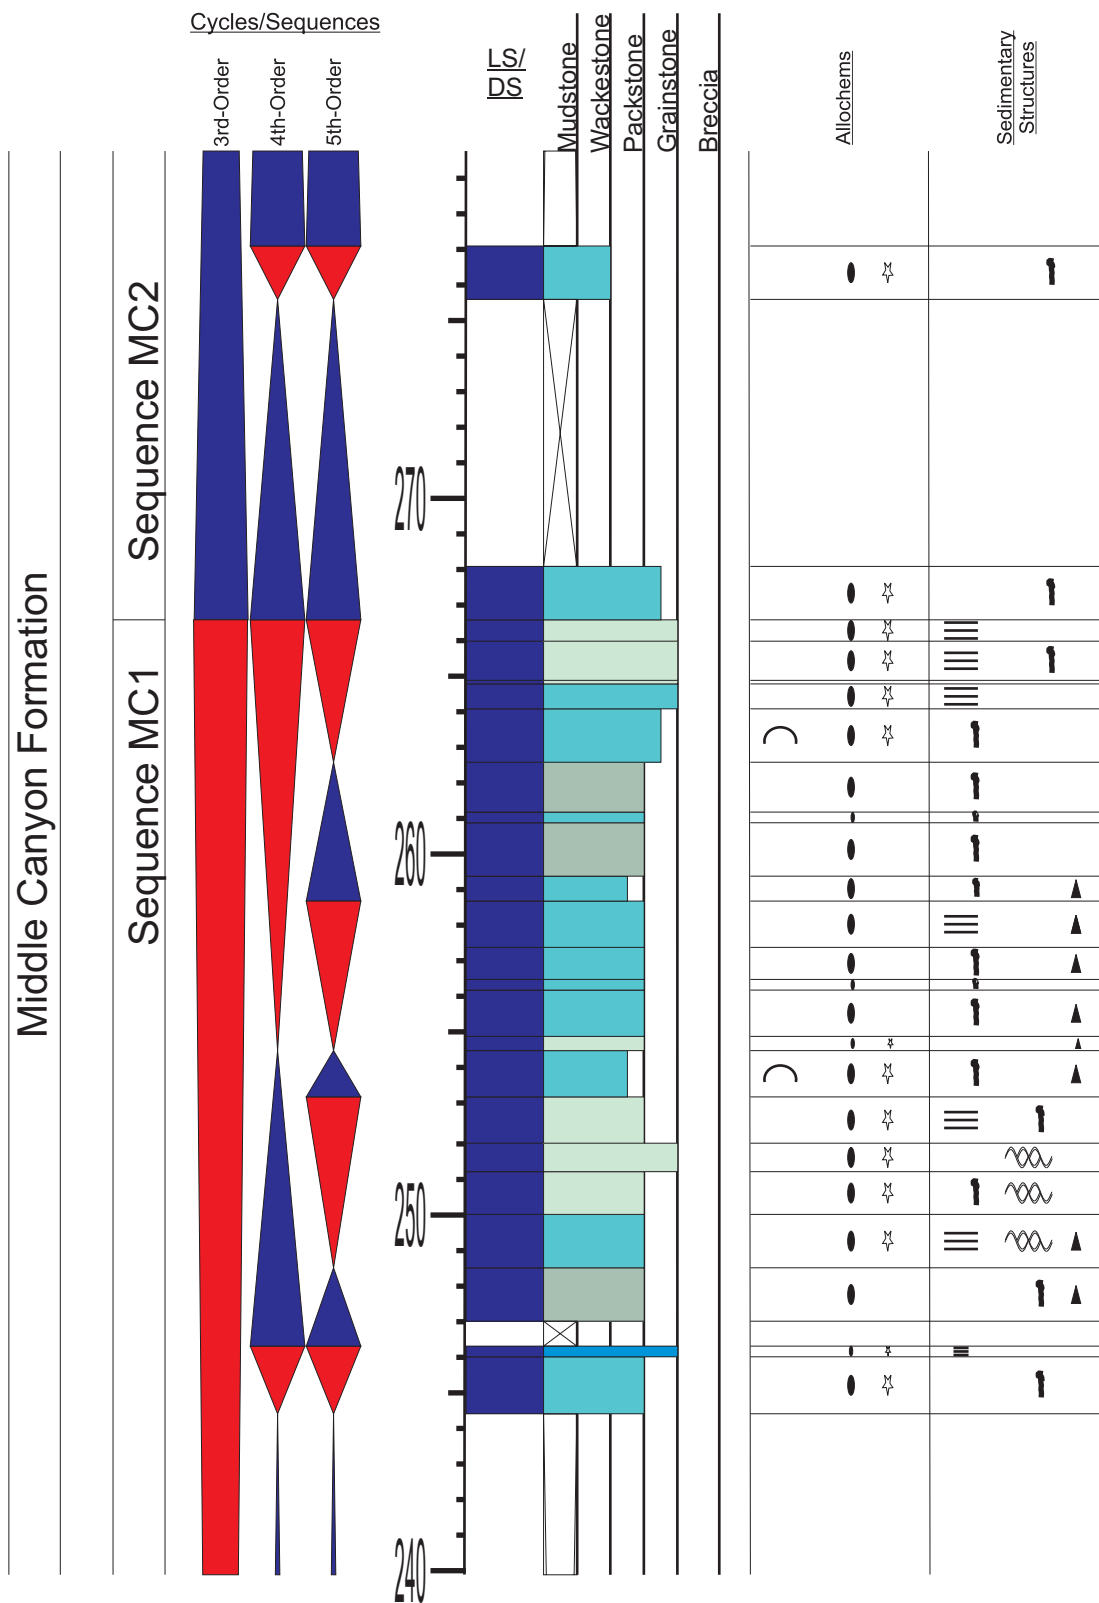 Cycles/Sequences
3rd-Order
4th-Order
5th-Order
LS/
DS
Mudstone
Wackestone
Packstone
Grainstone
Breccia
Allochems
Sedimentary
Structures
Middle Canyon Formation
Sequence MC2
Sequence MC1
270
260
250
240